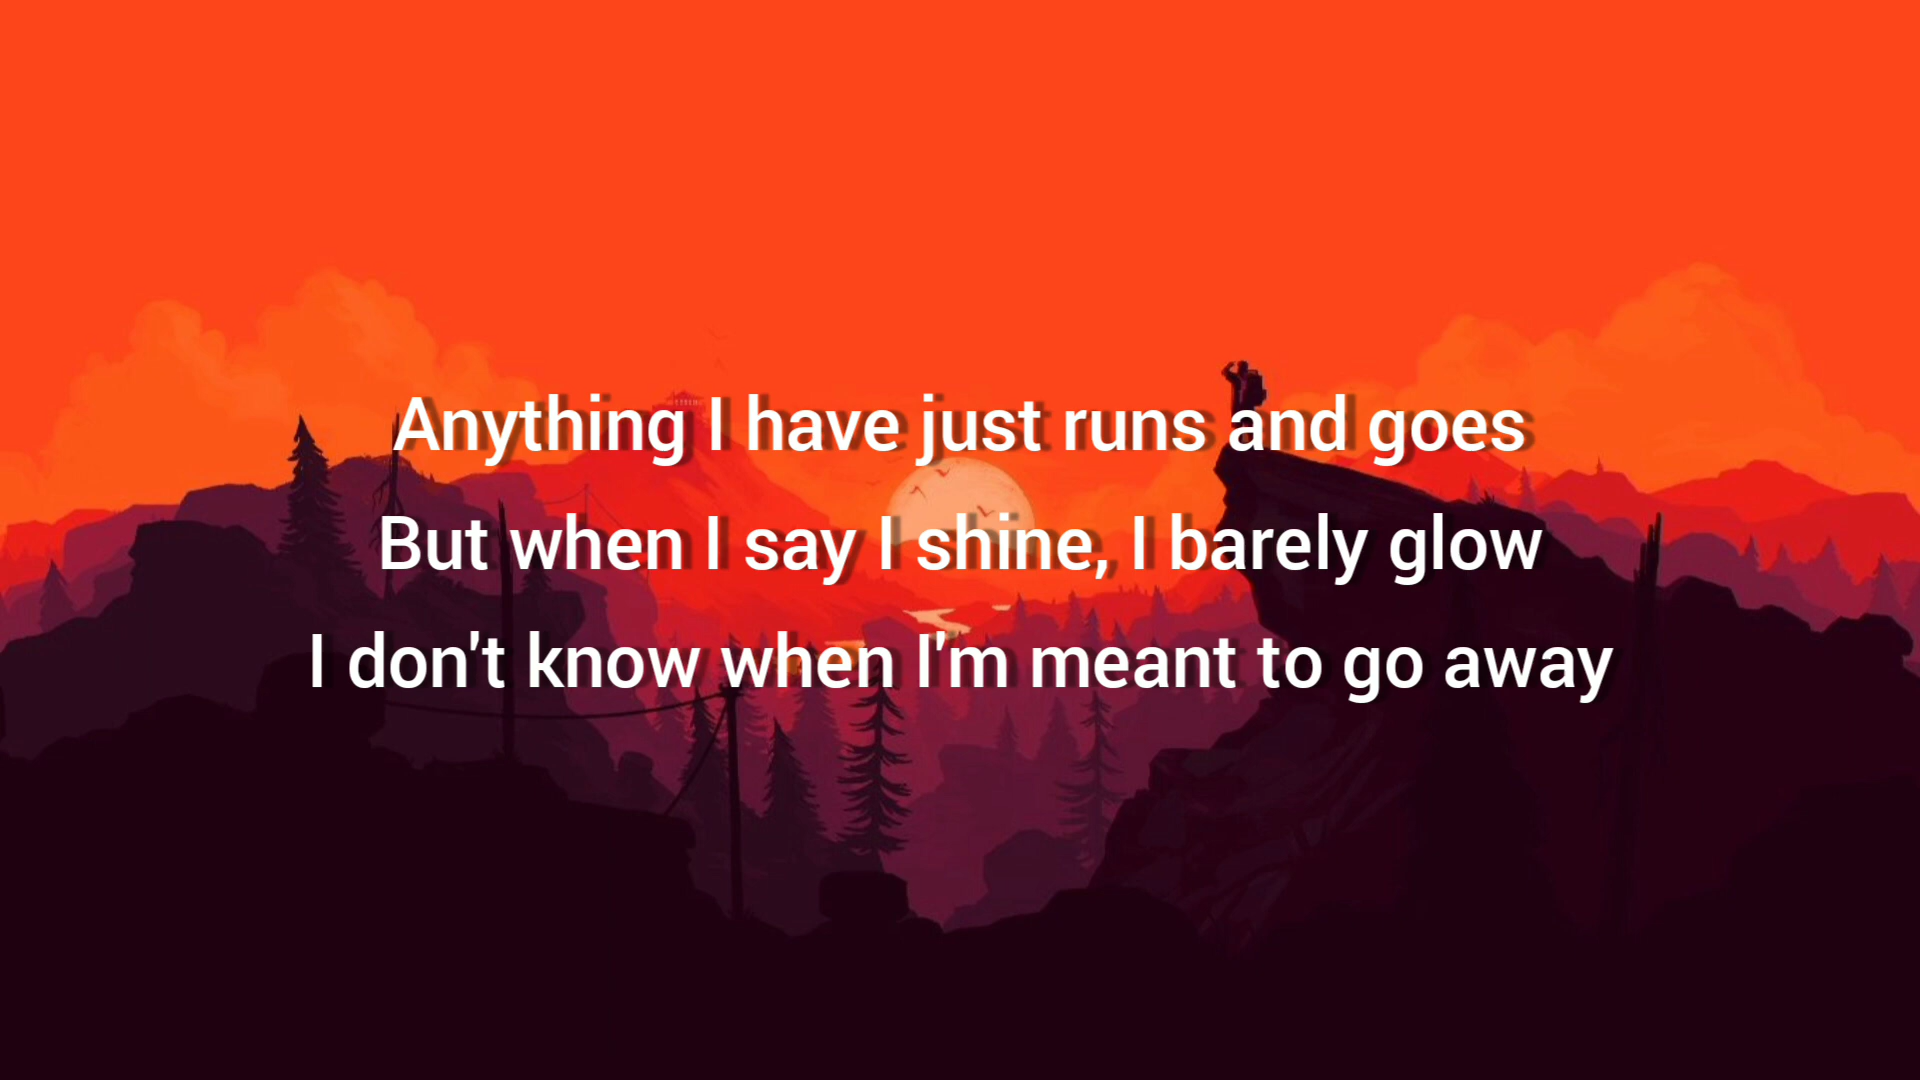 Anything I have just runs and goes
But when I say I shine, I barely glow
I don't know when I'm meant to go away